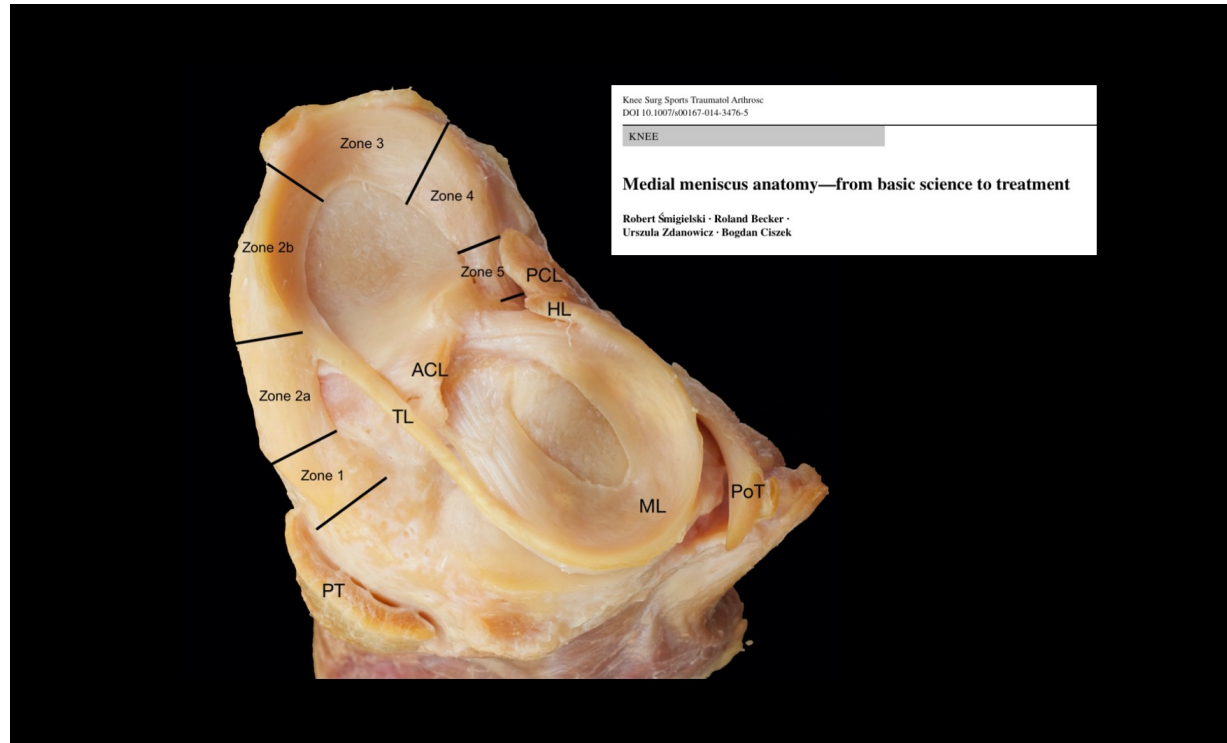 Knee Surg Sports Traumatol Arthrosc
DOI 10.1007/s00167-014-3476-5
KNEE
Medial meniscus anatomy—from basic science to treatment
Robert Śmigielski · Roland Becker ·
Urszula Zdanowicz · Bogdan Ciszek
Zone 3
Zone 4
Zone 2b
Zone 5
PCL
HL
ACL
Zone 2a
TL
Zone 1
ML
PoT
PT